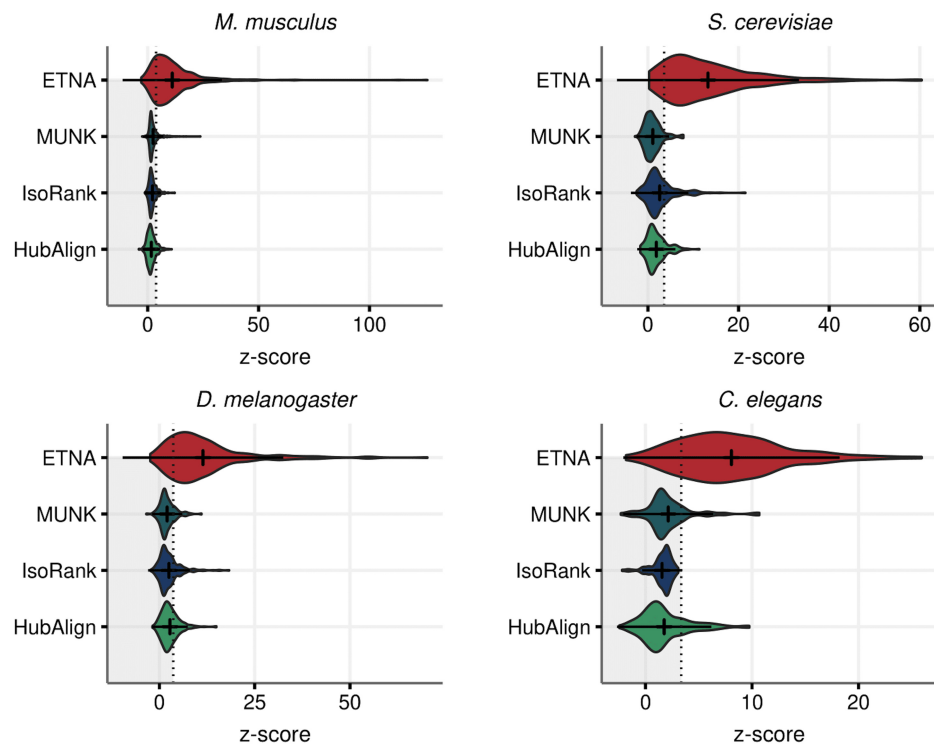 M. musculus
ETNA
MUNK
IsoRank
HubAlign
0 50 100
z-score
S. cerevisiae
ETNA
MUNK
IsoRank
HubAlign
0 20 40 60
z-score
D. melanogaster
ETNA
MUNK
IsoRank
HubAlign
0 25 50
z-score
C. elegans
ETNA
MUNK
IsoRank
HubAlign
0 10 20
z-score